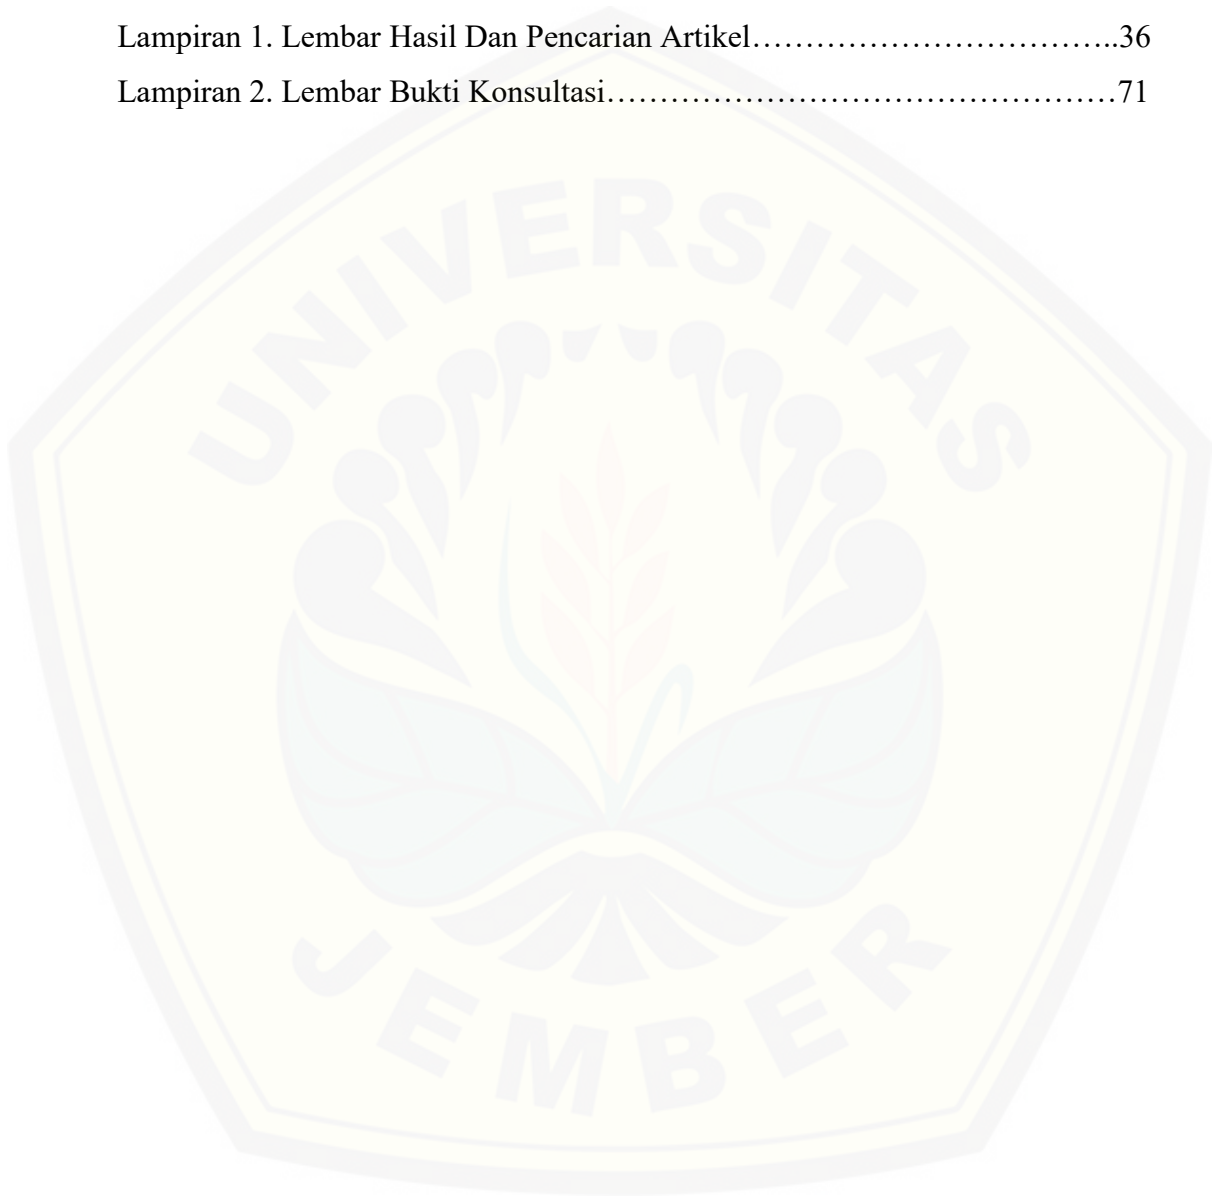 Lampiran 1. Lembar Hasil Dan Pencarian Artikel……………………………..36
Lampiran 2. Lembar Bukti Konsultasi…………………………………………71
UNIVERSITAS
JEMBER